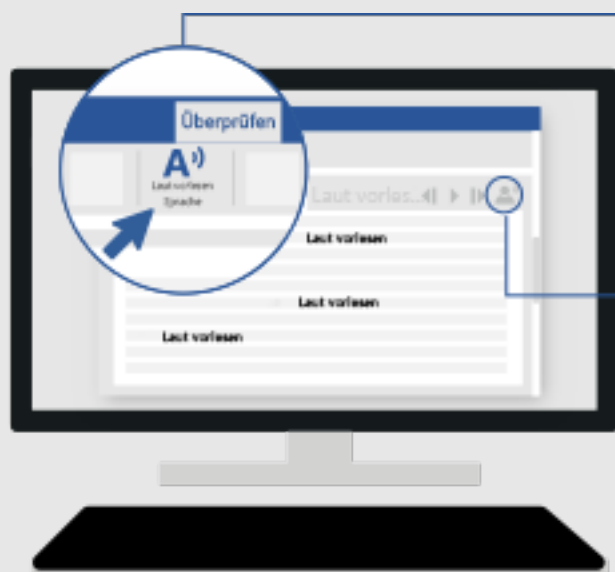 Überprüfen
A
Laut vorlesen
Sprache
Laut vorles...
Laut vorlesen
Laut vorlesen
Laut vorlesen